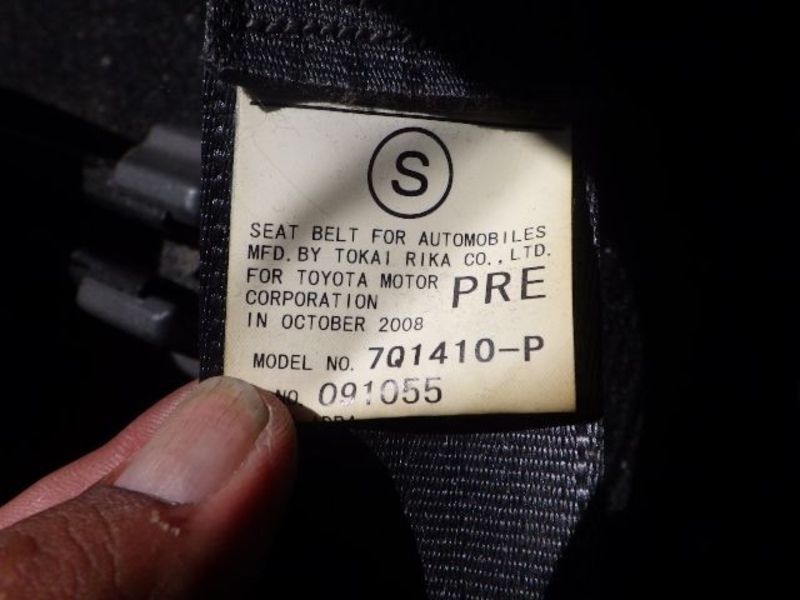 S
SEAT BELT FOR AUTOMOBILES
MFD. BY TOKAI RIKA CO., LTD.
FOR TOYOTA MOTOR
CORPORATION
PRE
IN OCTOBER 2008
MODEL NO. 7Q1410-P
NO. 091055